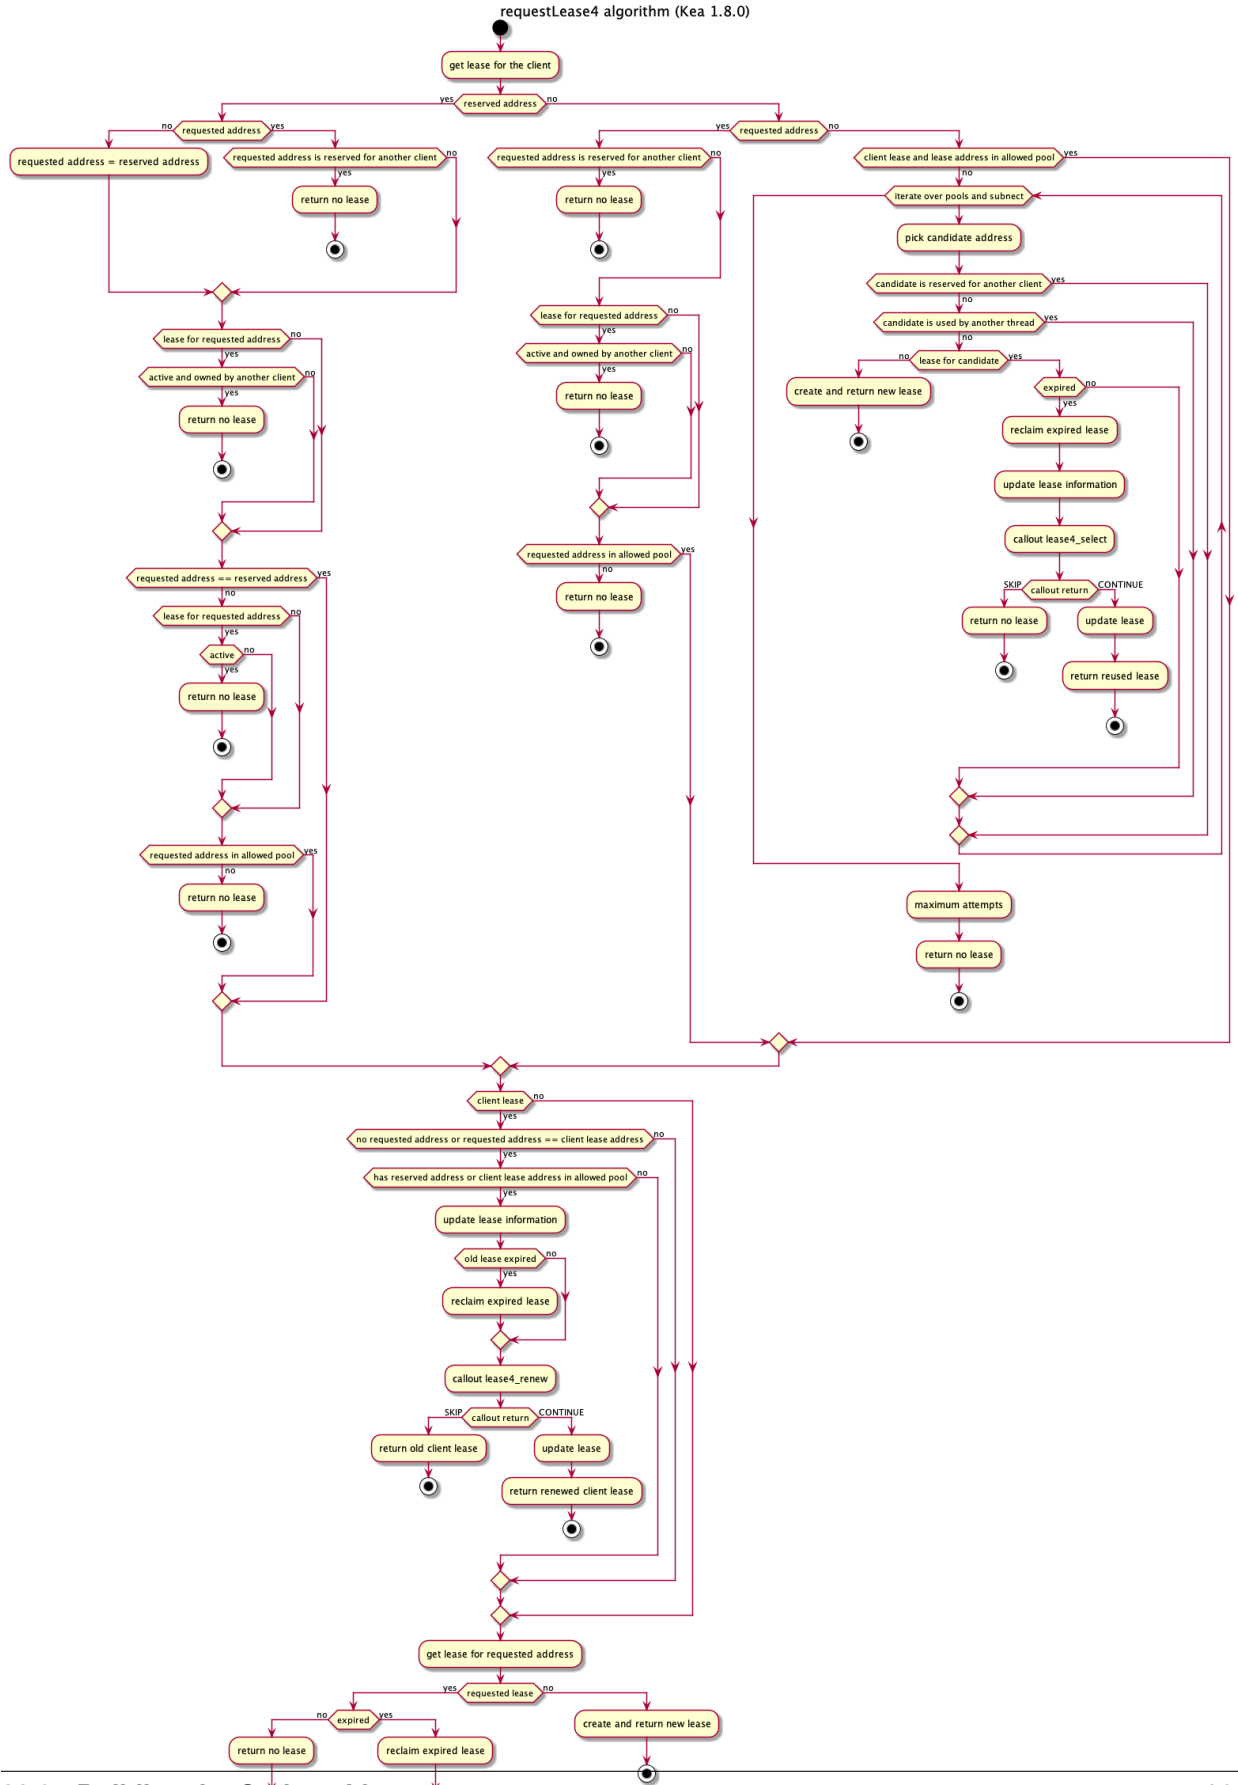 requestLease4 algorithm (Kea 1.8.0)
get lease for the client
yes
reserved address
no
no
requested address
yes
requested address = reserved address
requested address is reserved for another client
no
yes
return no lease
lease for requested address
no
yes
active and owned by another client
no
yes
return no lease
requested address == reserved address
yes
no
lease for requested address
no
yes
active
no
yes
return no lease
requested address in allowed pool
yes
no
return no lease
yes
requested address
no
requested address is reserved for another client
no
yes
return no lease
lease for requested address
no
yes
active and owned by another client
no
yes
return no lease
requested address in allowed pool
yes
no
return no lease
client lease and lease address in allowed pool
yes
no
iterate over pools and subnect
pick candidate address
candidate is reserved for another client
yes
no
candidate is used by another thread
yes
no
no
lease for candidate
yes
create and return new lease
expired
no
yes
reclaim expired lease
update lease information
callout lease4_select
SKIP
callout return
CONTINUE
return no lease
update lease
return reused lease
maximum attempts
return no lease
client lease
no
yes
no requested address or requested address == client lease address
no
yes
has reserved address or client lease address in allowed pool
no
yes
update lease information
old lease expired
no
yes
reclaim expired lease
callout lease4_renew
SKIP
callout return
CONTINUE
return old client lease
update lease
return renewed client lease
get lease for requested address
yes
requested lease
no
no
expired
yes
create and return new lease
return no lease
reclaim expired lease